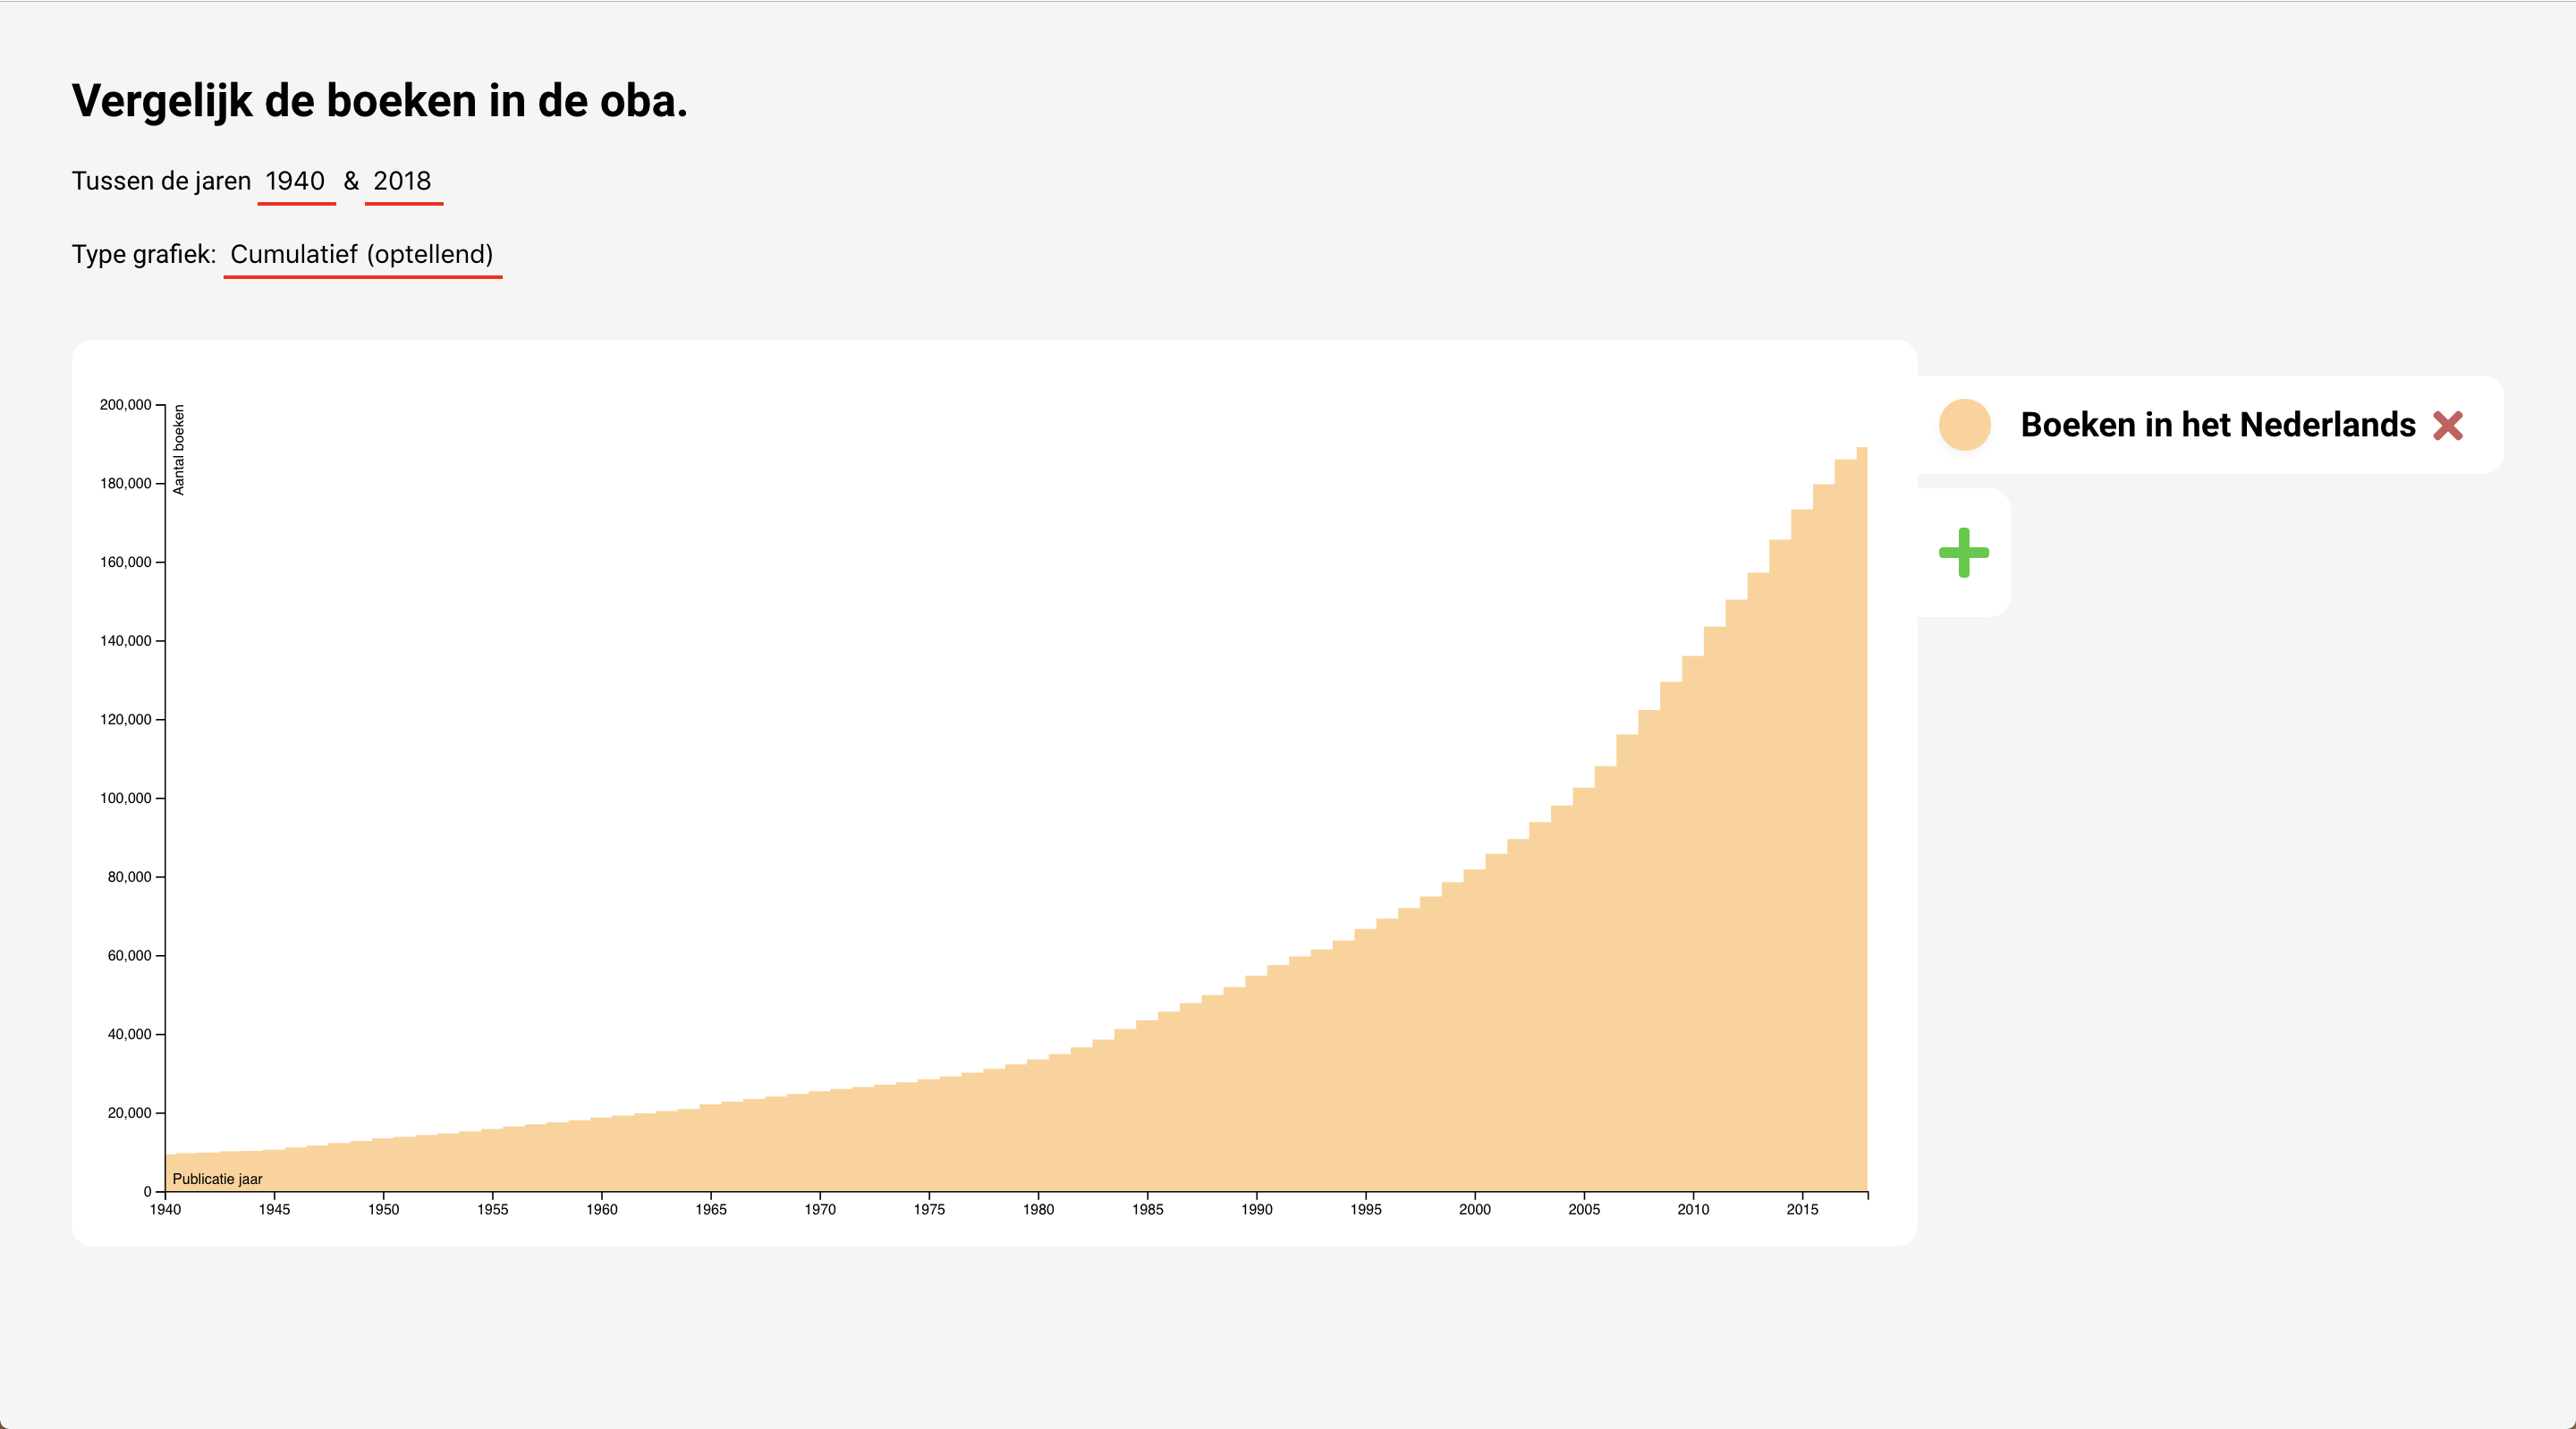 Vergelijk de boeken in de oba.
Tussen de jaren 1940 & 2018
Type grafiek: Cumulatief (optellend)
Boeken in het Nederlands
Aantal boeken
200,000
180,000
160,000
140,000
120,000
100,000
80,000
60,000
40,000
20,000
0
Publicatie jaar
1940 1945 1950 1955 1960 1965 1970 1975 1980 1985 1990 1995 2000 2005 2010 2015